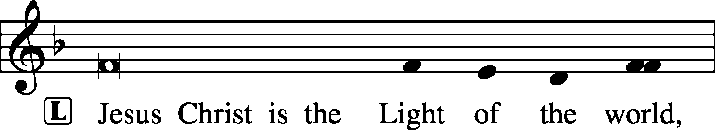 L Jesus Christ is the Light of the world,